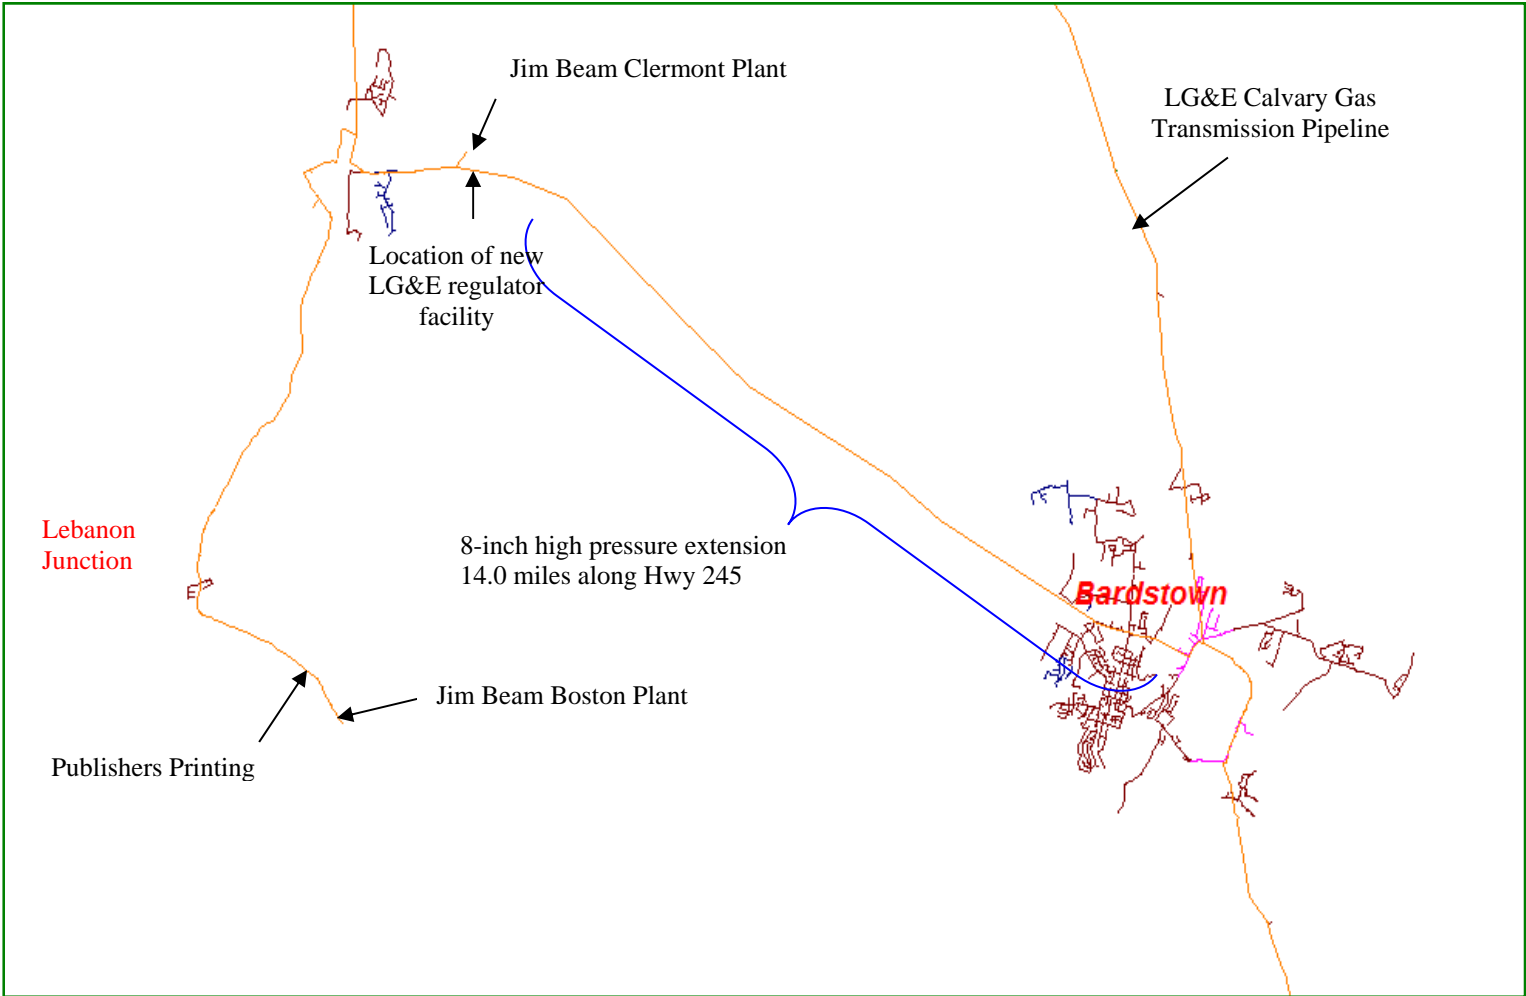 Jim Beam Clermont Plant
LG&E Calvary Gas
Transmission Pipeline
Location of new
LG&E regulator
facility
Lebanon
Junction
8-inch high pressure extension
14.0 miles along Hwy 245
Bardstown
Jim Beam Boston Plant
Publishers Printing